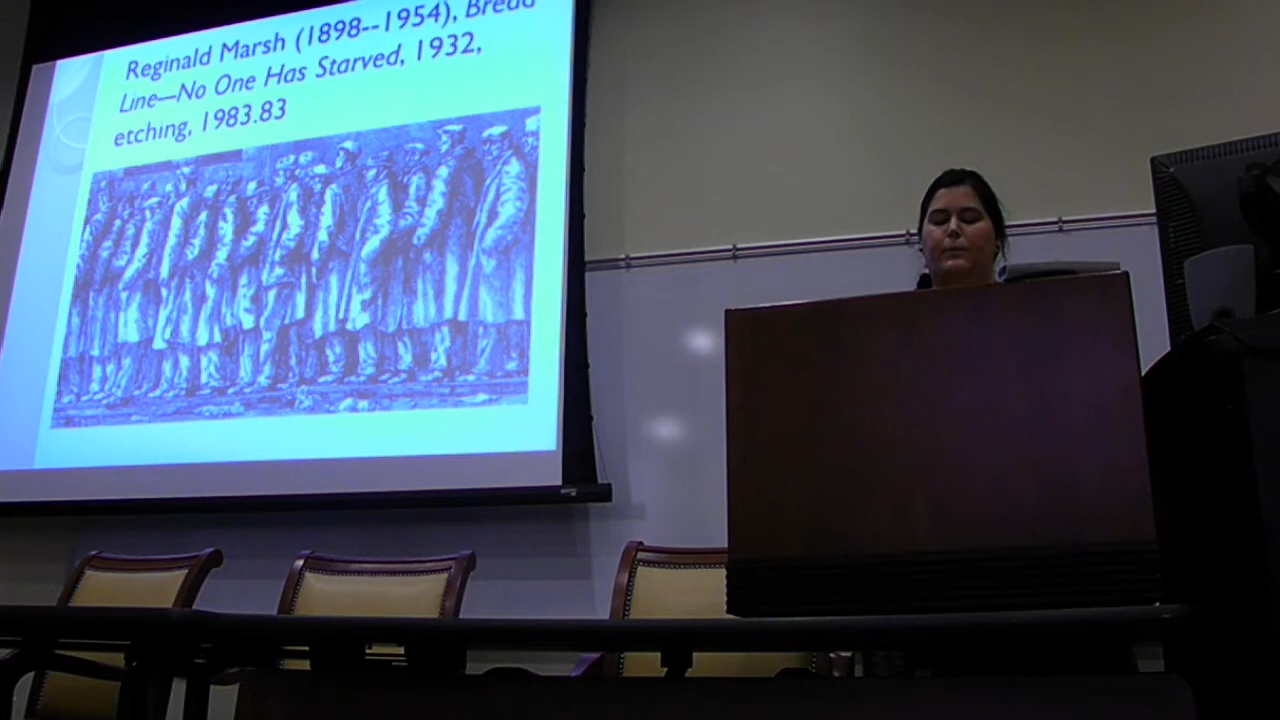 Reginald Marsh (1898--1954), Bread
Line—No One Has Starved, 1932,
etching, 1983.83